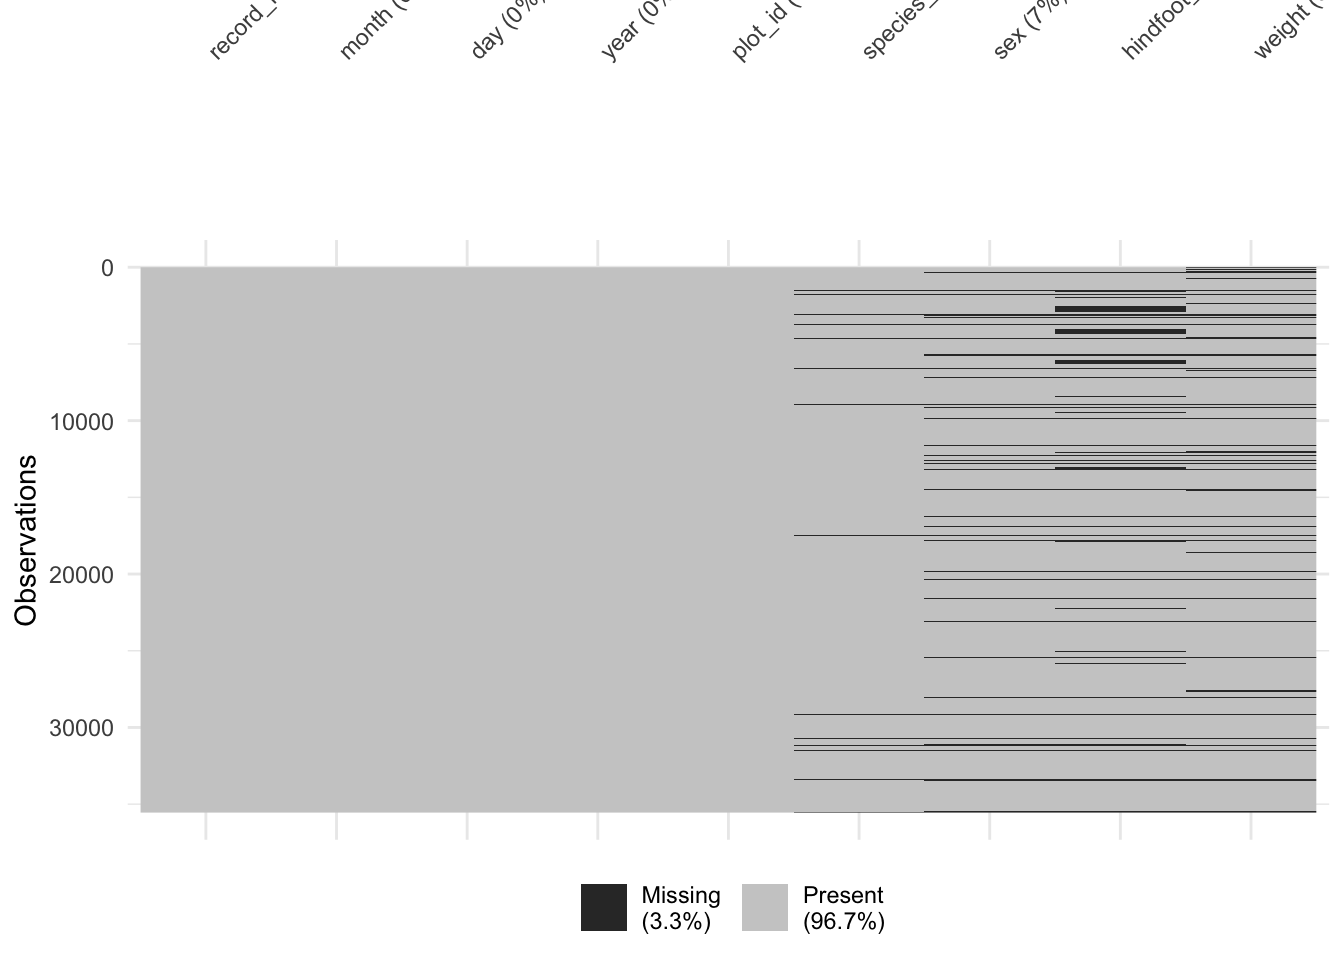 record_
month (
day (0%)
year (0%
plot_id (
species_
sex (7%)
hindfoot_
weight (
0
10000
20000
30000
Observations
Missing
(3.3%)
Present
(96.7%)